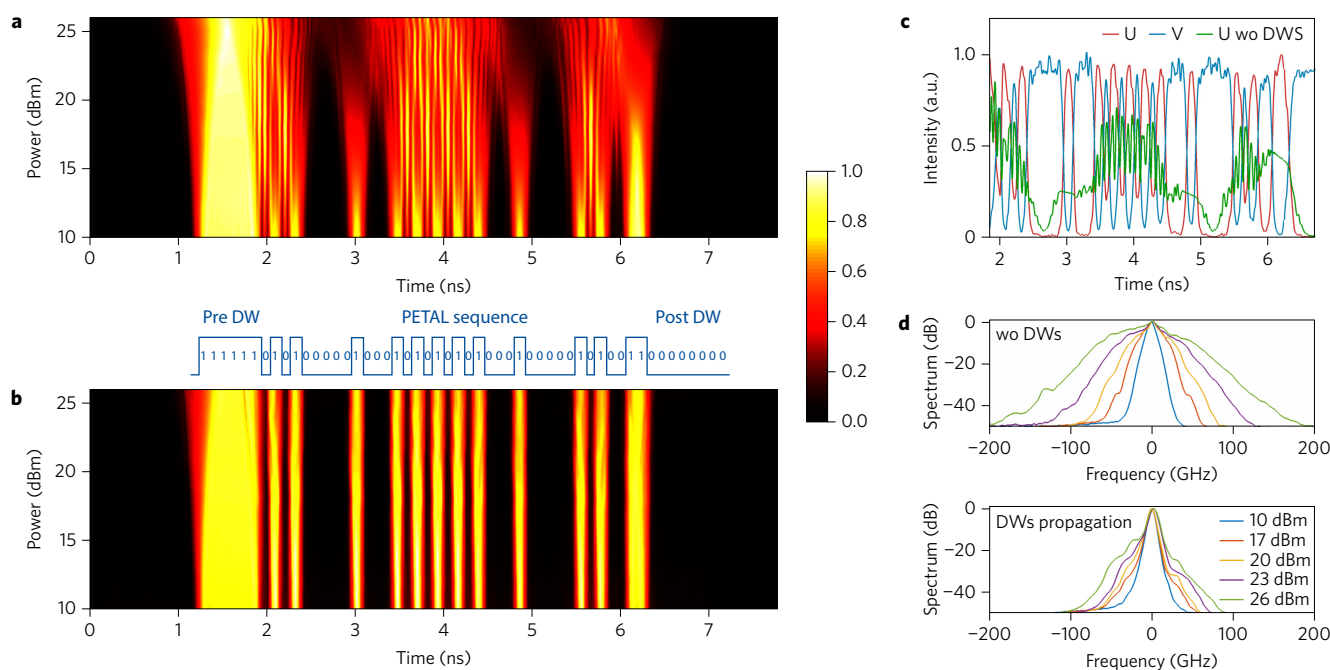 a
25
20
15
10
Power (dBm)
0 1 2 3 4 5 6 7
Time (ns)
Pre DW PETAL sequence Post DW
1 1 1 1 1 1 0 1 0 1 0 0 0 0 0 1 0 0 0 1 0 1 0 1 0 1 0 1 0 0 0 1 0 0 0 0 0 1 0 1 0 0 1 1 0 0 0 0 0 0 0 0
b
25
20
15
10
Power (dBm)
0 1 2 3 4 5 6 7
Time (ns)
1.0
0.8
0.6
0.4
0.2
0.0
c
U V U wo DWS
1.0
0.5
0
Intensity (a.u.)
2 3 4 5 6
Time (ns)
d
wo DWs
0
−20
−40
Spectrum (dB)
−200 −100 0 100 200
Frequency (GHz)
DWs propagation
10 dBm
17 dBm
20 dBm
23 dBm
26 dBm
0
−20
−40
Spectrum (dB)
−200 −100 0 100 200
Frequency (GHz)